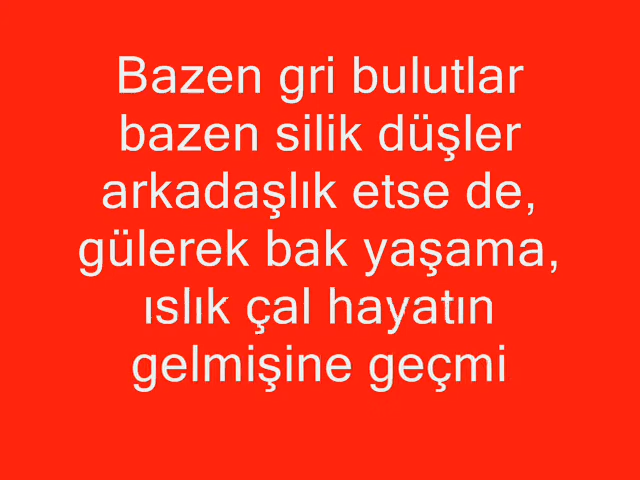 Bazen gri bulutlar
bazen silik düşler
arkadaşlık etse de,
gülerek bak yaşama,
ıslık çal hayatın
gelmişine geçmi